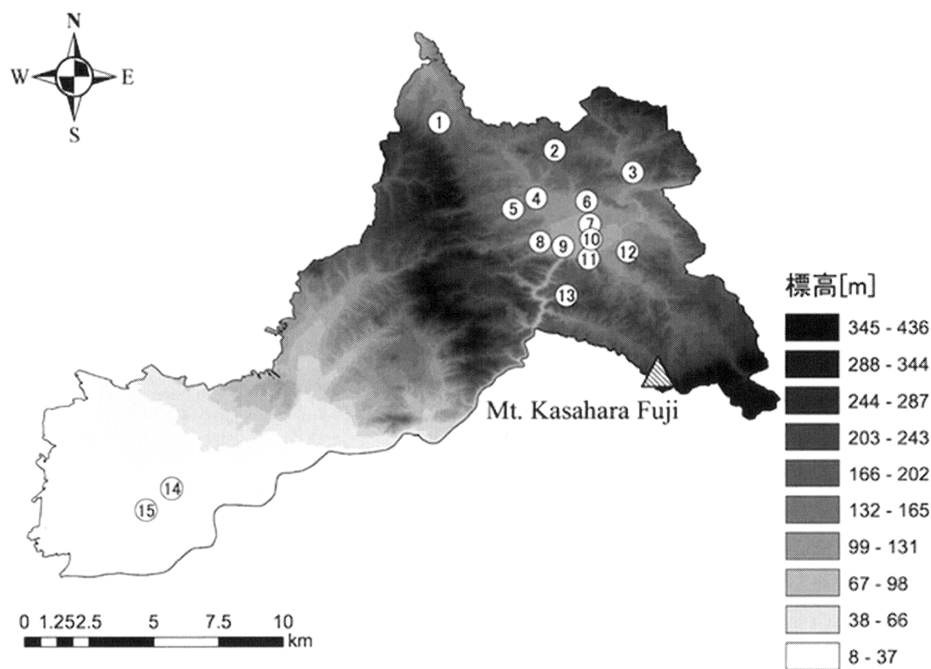 N
W E
S
1
2
3
4
5
6
7
8
9
10
11
12
13
14
15
Mt. Kasahara Fuji
標高[m]
345 - 436
288 - 344
244 - 287
203 - 243
166 - 202
132 - 165
99 - 131
67 - 98
38 - 66
8 - 37
0 1.252.5 5 7.5 10
km